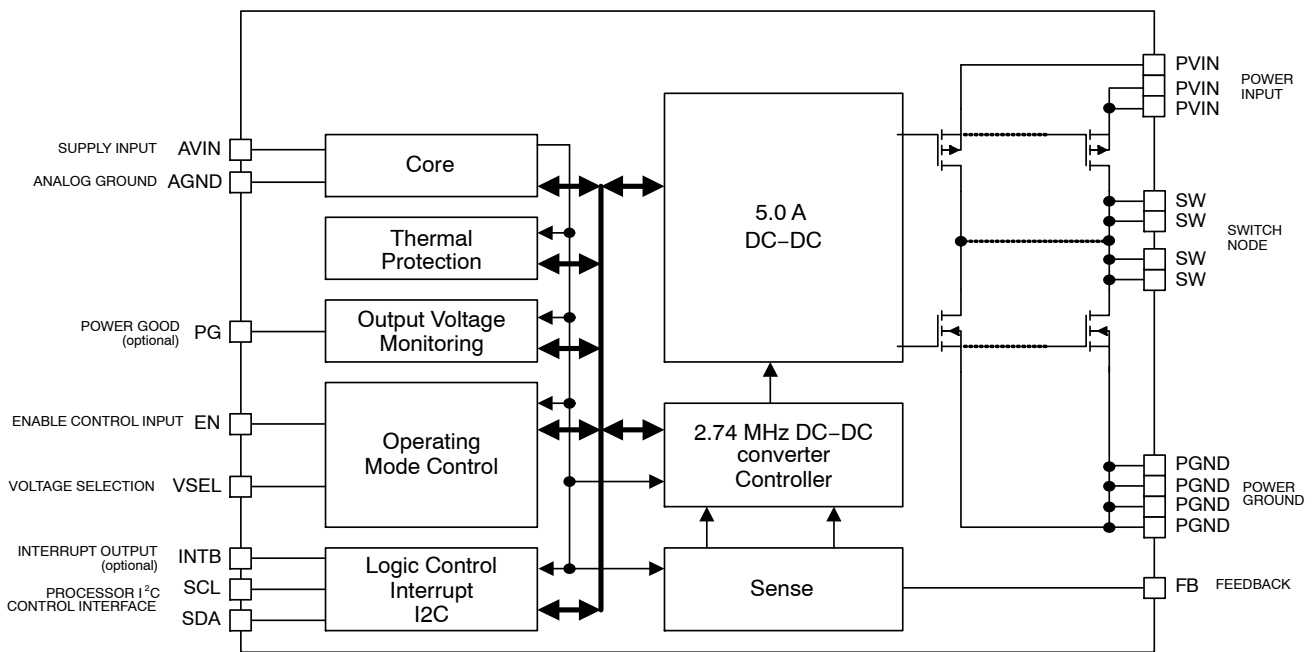 SUPPLY INPUT AVIN
ANALOG GROUND AGND
Core
Thermal
Protection
POWER GOOD
(optional)
PG
Output Voltage
Monitoring
ENABLE CONTROL INPUT EN
VOLTAGE SELECTION VSEL
Operating
Mode Control
INTERRUPT OUTPUT
(optional)
INTB
PROCESSOR I²C
CONTROL INTERFACE
SCL
SDA
Logic Control
Interrupt
I2C
5.0 A
DC−DC
2.74 MHz DC−DC
converter
Controller
Sense
PVIN
PVIN
PVIN
POWER
INPUT
SW
SW
SW
SW
SWITCH
NODE
PGND
PGND
PGND
PGND
POWER
GROUND
FB FEEDBACK